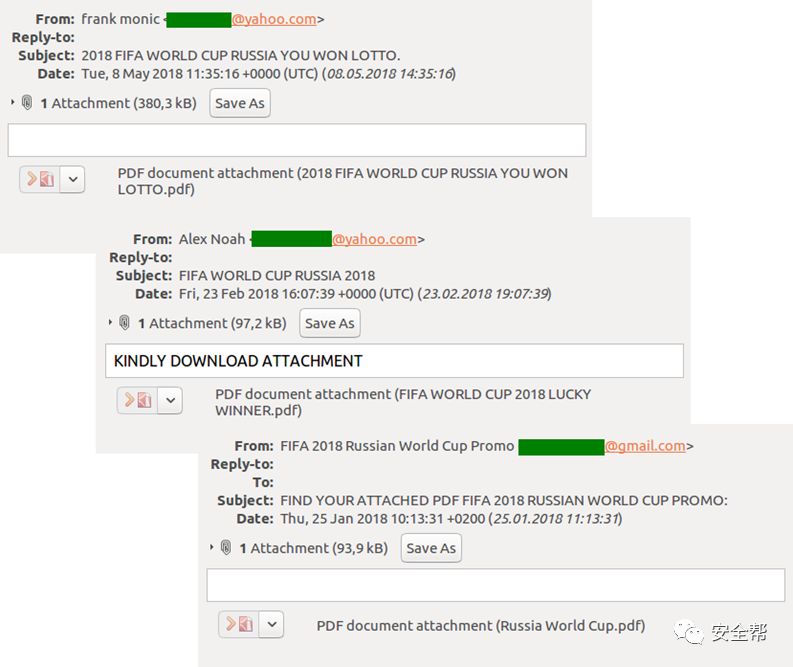 From: frank monic < @yahoo.com>
Reply-to:
Subject: 2018 FIFA WORLD CUP RUSSIA YOU WON LOTTO.
Date: Tue, 8 May 2018 11:35:16 +0000 (UTC) (08.05.2018 14:35:16)
1 Attachment (380,3 kB) Save As
PDF document attachment (2018 FIFA WORLD CUP RUSSIA YOU WON
LOTTO.pdf)
From: Alex Noah < @yahoo.com>
Reply-to:
Subject: FIFA WORLD CUP RUSSIA 2018
Date: Fri, 23 Feb 2018 16:07:39 +0000 (UTC) (23.02.2018 19:07:39)
1 Attachment (97,2 kB) Save As
KINDLY DOWNLOAD ATTACHMENT
PDF document attachment (FIFA WORLD CUP 2018 LUCKY
WINNER.pdf)
From: FIFA 2018 Russian World Cup Promo @gmail.com>
Reply-to:
To:
Subject: FIND YOUR ATTACHED PDF FIFA 2018 RUSSIAN WORLD CUP PROMO:
Date: Thu, 25 Jan 2018 10:13:31 +0200 (25.01.2018 11:13:31)
1 Attachment (93,9 kB) Save As
PDF document attachment (Russia World Cup.pdf)
安全帮